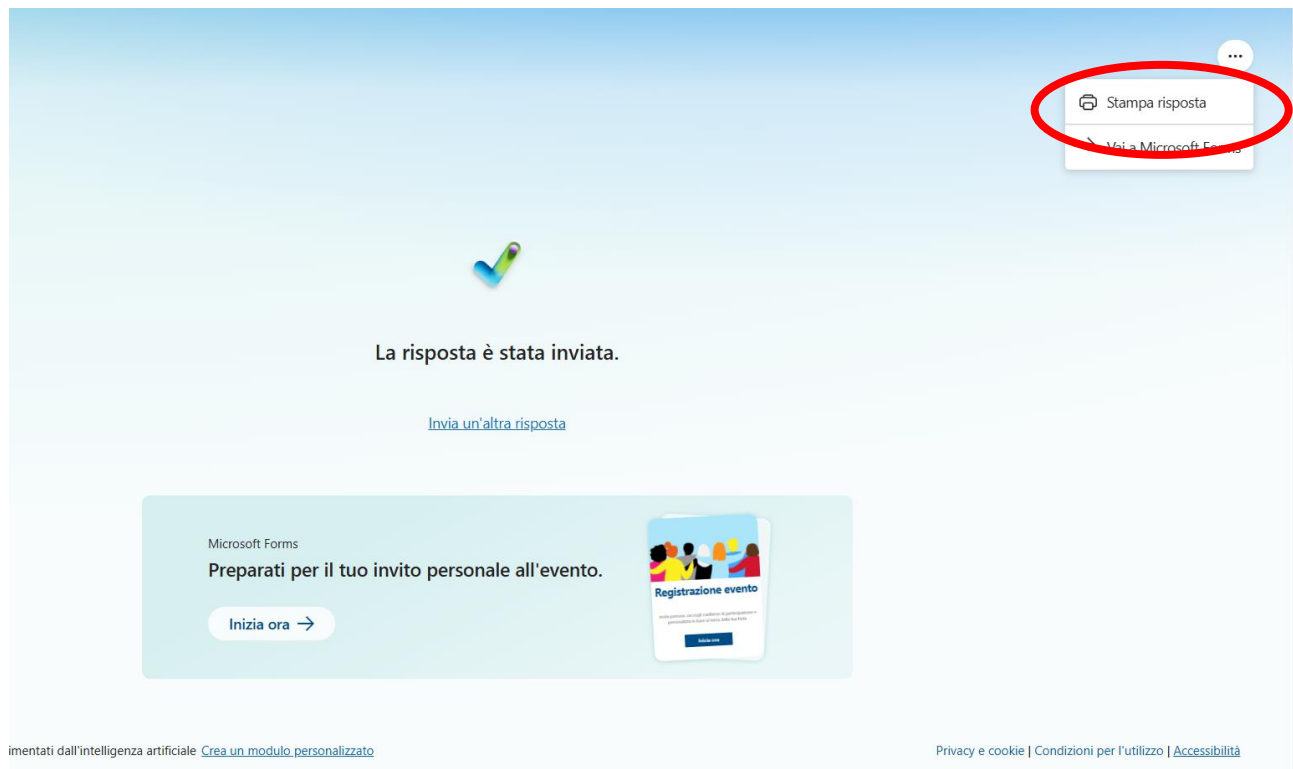 Stampa risposta
Vai a Microsoft Forms
La risposta è stata inviata.
Invia un'altra risposta
Microsoft Forms
Preparati per il tuo invito personale all'evento.
Inizia ora
Registrazione evento
Inizia ora
imentati dall'intelligenza artificiale Crea un modulo personalizzato
Privacy e cookie | Condizioni per l'utilizzo | Accessibilità